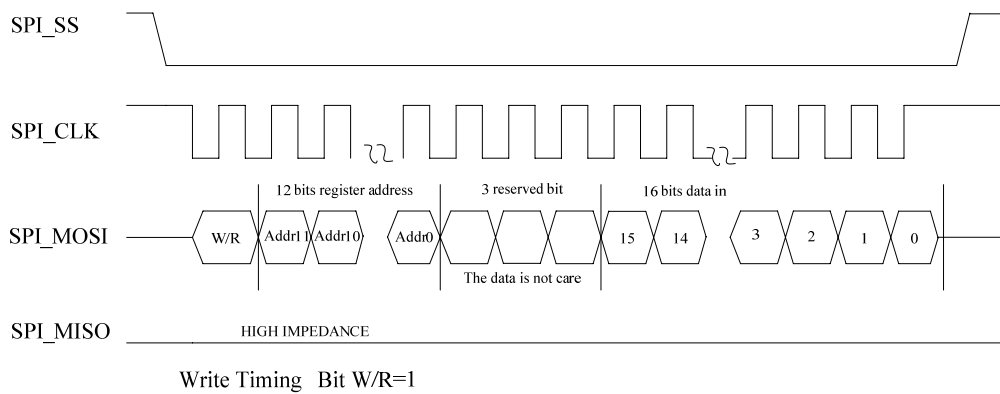 SPI_SS
SPI_CLK
12 bits register address
3 reserved bit
16 bits data in
SPI_MOSI
W/R
Addr11
Addr10
Addr0
15
14
3
2
1
0
The data is not care
SPI_MISO
HIGH IMPEDANCE
Write Timing Bit W/R=1